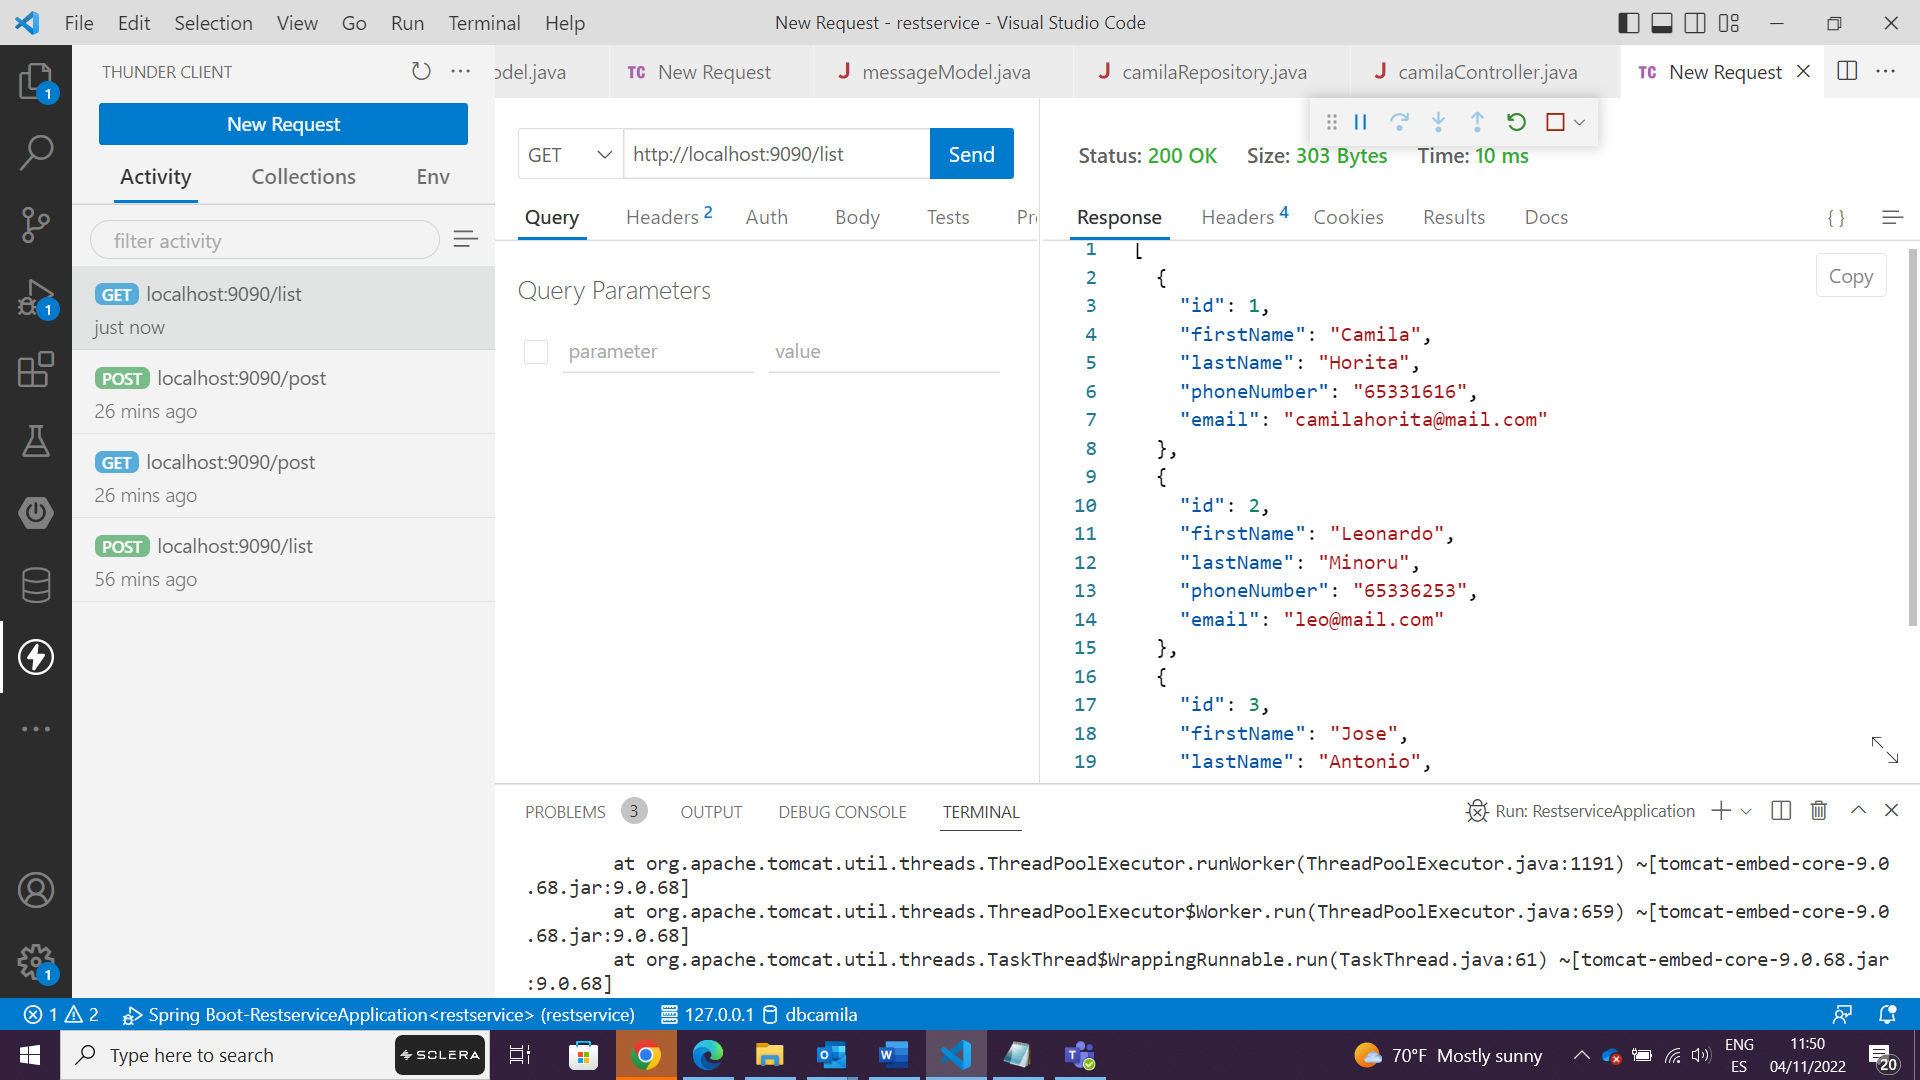 File Edit Selection View Go Run Terminal Help
New Request - restservice - Visual Studio Code
THUNDER CLIENT
New Request
Activity Collections Env
filter activity
GET localhost:9090/list
just now
POST localhost:9090/post
26 mins ago
GET localhost:9090/post
26 mins ago
POST localhost:9090/list
56 mins ago
1
1
1
odel.java TC New Request J messageModel.java J camilaRepository.java J camilaController.java TC New Request
GET http://localhost:9090/list Send
Query Headers 2 Auth Body Tests Pr
Query Parameters
parameter value
Status: 200 OK Size: 303 Bytes Time: 10 ms
Response Headers 4 Cookies Results Docs { }
Copy
1 [
2 {
3 "id": 1,
4 "firstName": "Camila",
5 "lastName": "Horita",
6 "phoneNumber": "65331616",
7 "email": "camilahorita@mail.com"
8 },
9 {
10 "id": 2,
11 "firstName": "Leonardo",
12 "lastName": "Minoru",
13 "phoneNumber": "65336253",
14 "email": "leo@mail.com"
15 },
16 {
17 "id": 3,
18 "firstName": "Jose",
19 "lastName": "Antonio",
PROBLEMS 3 OUTPUT DEBUG CONSOLE TERMINAL
Run: RestserviceApplication
at org.apache.tomcat.util.threads.ThreadPoolExecutor.runWorker(ThreadPoolExecutor.java:1191) ~[tomcat-embed-core-9.0
.68.jar:9.0.68]
at org.apache.tomcat.util.threads.ThreadPoolExecutor$Worker.run(ThreadPoolExecutor.java:659) ~[tomcat-embed-core-9.0
.68.jar:9.0.68]
at org.apache.tomcat.util.threads.TaskThread$WrappingRunnable.run(TaskThread.java:61) ~[tomcat-embed-core-9.0.68.jar
:9.0.68]
1 2 Spring Boot-RestserviceApplication<restservice> (restservice) 127.0.0.1 dbcamila
Type here to search
SOLERA
70°F Mostly sunny
ENG
ES
11:50
04/11/2022
20